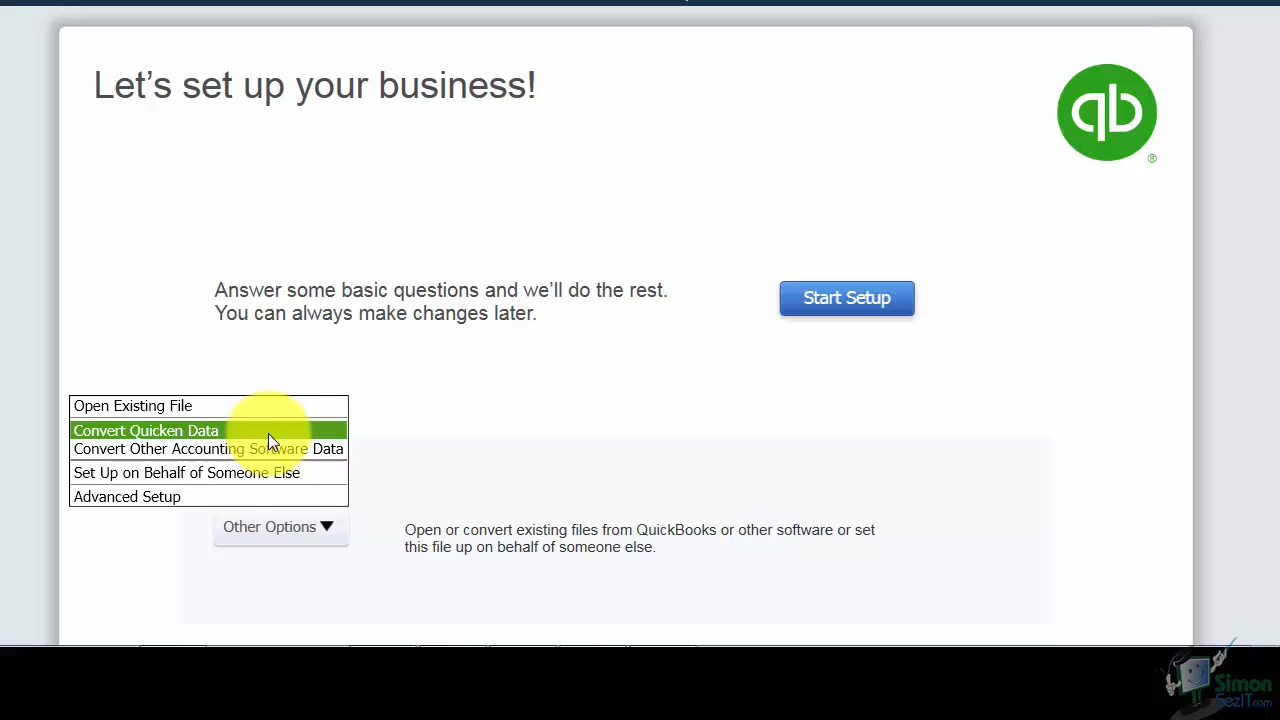 Let's set up your business!
qb
®
Answer some basic questions and we'll do the rest.
You can always make changes later.
Start Setup
Open Existing File
Convert Quicken Data
Convert Other Accounting Software Data
Set Up on Behalf of Someone Else
Advanced Setup
Other Options ▼
Open or convert existing files from QuickBooks or other software or set
this file up on behalf of someone else.
Simon
SezIT.com